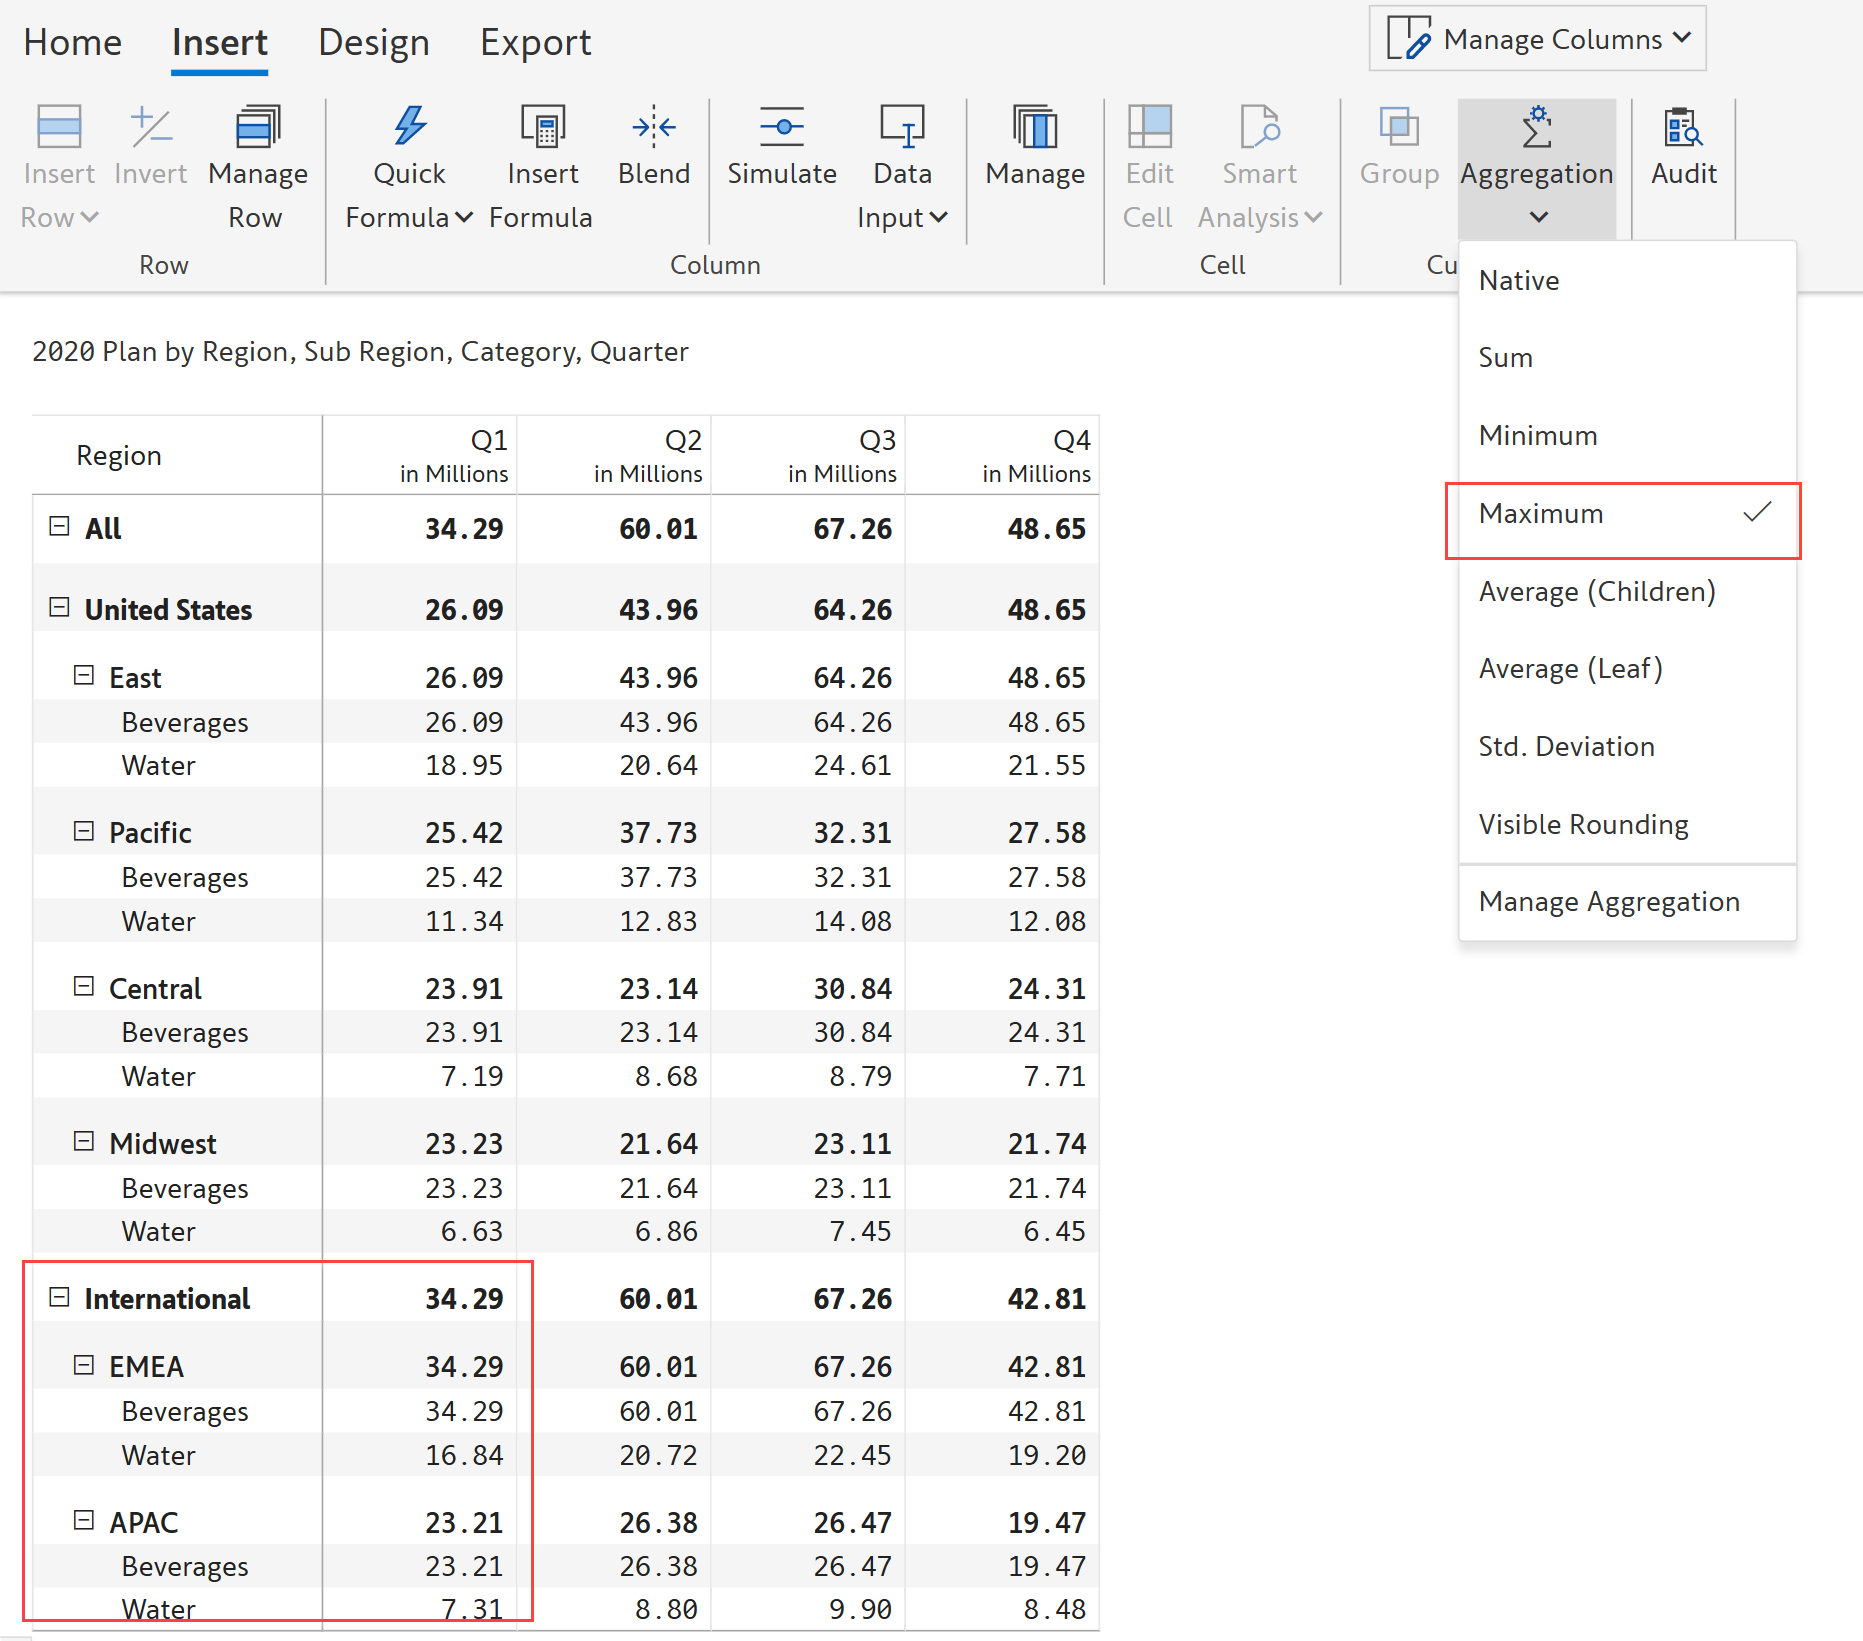 Home Insert Design Export Manage Columns
Insert Row
Invert
Manage Row
Quick Formula
Insert Formula
Blend
Simulate
Data Input
Manage
Edit Cell
Smart Analysis
Group
Aggregation
Audit
Row Column Cell Cu
Native
Sum
Minimum
Maximum
Average (Children)
Average (Leaf)
Std. Deviation
Visible Rounding
Manage Aggregation
2020 Plan by Region, Sub Region, Category, Quarter
Region Q1 in Millions Q2 in Millions Q3 in Millions Q4 in Millions
All 34.29 60.01 67.26 48.65
United States 26.09 43.96 64.26 48.65
East 26.09 43.96 64.26 48.65
Beverages 26.09 43.96 64.26 48.65
Water 18.95 20.64 24.61 21.55
Pacific 25.42 37.73 32.31 27.58
Beverages 25.42 37.73 32.31 27.58
Water 11.34 12.83 14.08 12.08
Central 23.91 23.14 30.84 24.31
Beverages 23.91 23.14 30.84 24.31
Water 7.19 8.68 8.79 7.71
Midwest 23.23 21.64 23.11 21.74
Beverages 23.23 21.64 23.11 21.74
Water 6.63 6.86 7.45 6.45
International 34.29 60.01 67.26 42.81
EMEA 34.29 60.01 67.26 42.81
Beverages 34.29 60.01 67.26 42.81
Water 16.84 20.72 22.45 19.20
APAC 23.21 26.38 26.47 19.47
Beverages 23.21 26.38 26.47 19.47
Water 7.31 8.80 9.90 8.48